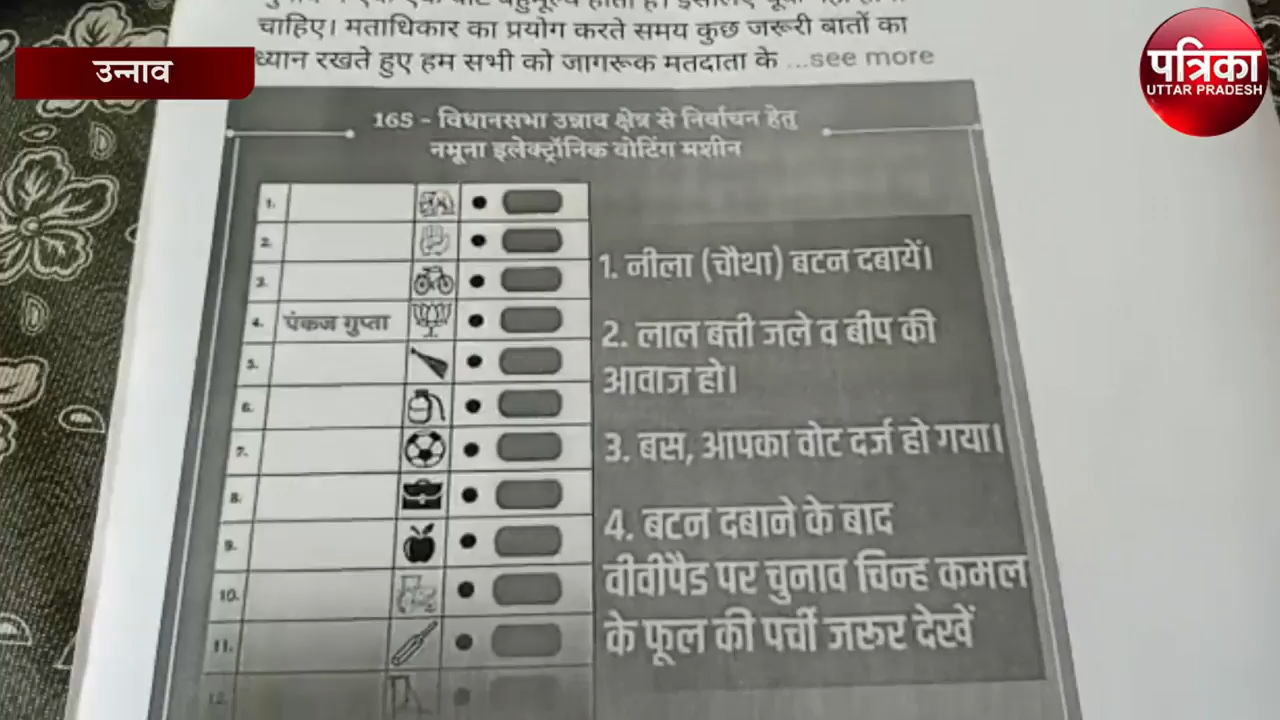 चाहिए। मताधिकार का प्रयोग करते समय कुछ जरूरी बातों का
ध्यान रखते हुए हम सभी को जागरूक मतदाता के ...see more
उन्नाव
पत्रिका
UTTAR PRADESH
165 - विधानसभा उन्नाव क्षेत्र से निर्वाचन हेतु
नमूना इलेक्ट्रॉनिक वोटिंग मशीन
1.
2.
3.
4. पंकज गुप्ता
5.
6.
7.
8.
9.
10.
11.
12.
1. नीला (चौथा) बटन दबायें।
2. लाल बत्ती जले व बीप की
आवाज हो।
3. बस, आपका वोट दर्ज हो गया।
4. बटन दबाने के बाद
वीवीपैड पर चुनाव चिन्ह कमल
के फूल की पर्ची जरूर देखें